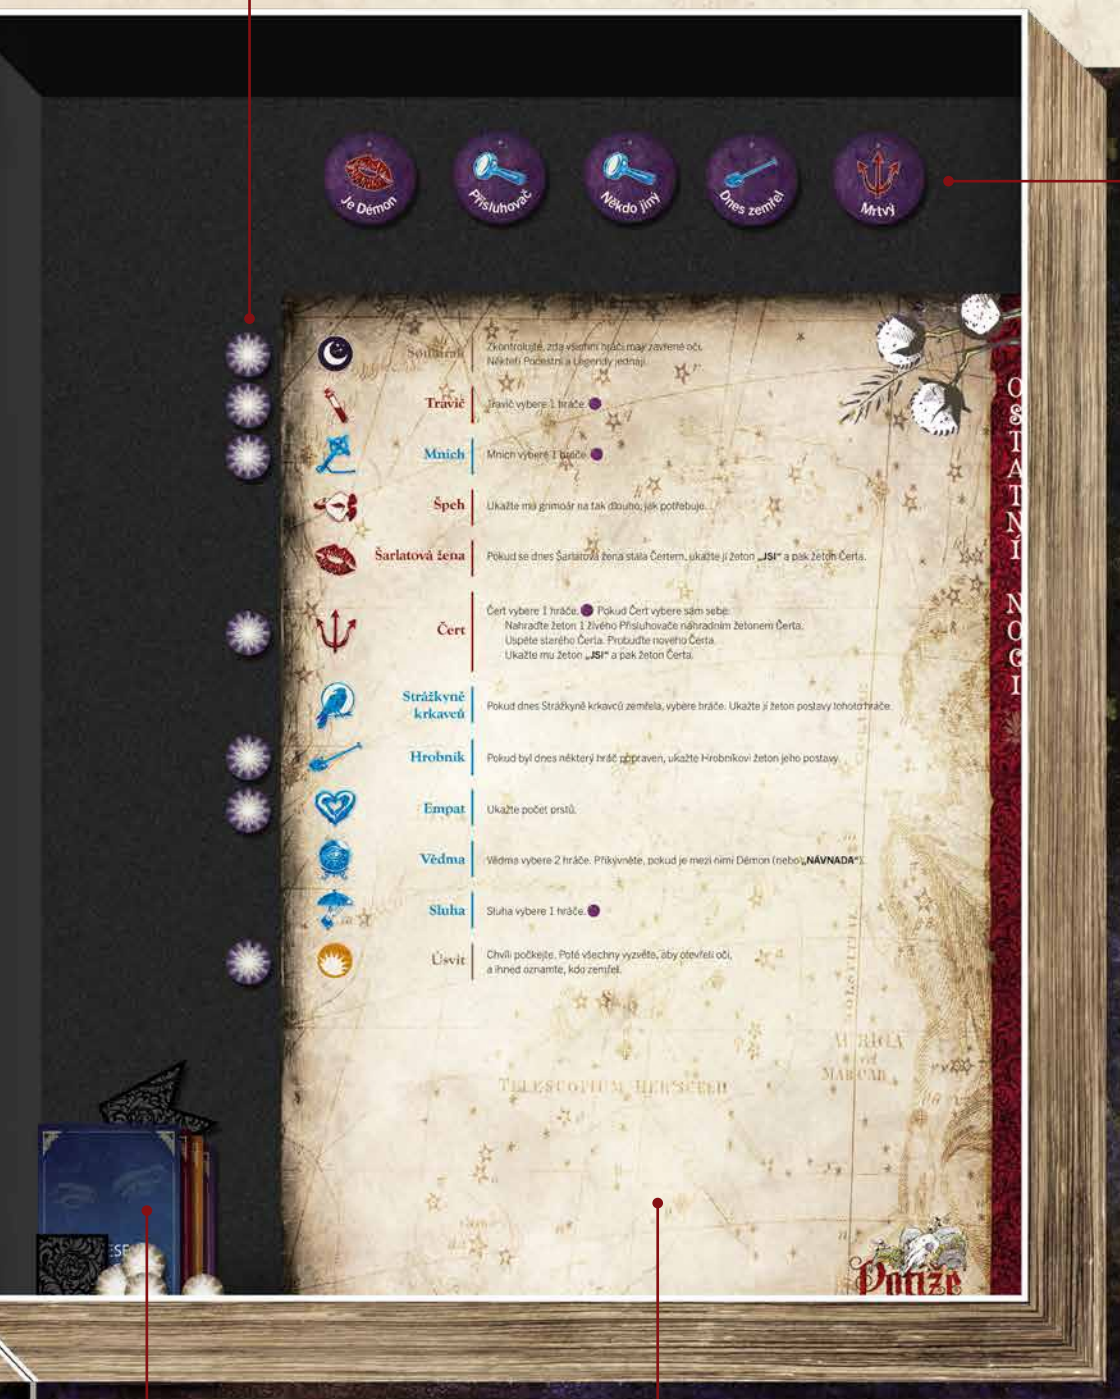 Je Démon
Přisluhovač
Někdo jiný
Dnes zemřel
Mrtvý
OSTATNÍ NOCI
Soumrak
Zkontrolujte, zda všichni hráči mají zavřené oči.
Někteří Pocestní a Legendy jednají.
Travič
Travič vybere 1 hráče.
Mnich
Mnich vybere 1 hráče.
Špeh
Ukažte mu grimoár na tak dlouho, jak potřebuje.
Šarlatová žena
Pokud se dnes Šarlatová žena stala Čertem, ukažte jí žeton „JSI“ a pak žeton Čerta.
Čert
Čert vybere 1 hráče. Pokud Čert vybere sám sebe:
Nahraďte žeton 1 živého Přisluhovače náhradním žetonem Čerta.
Uspěte starého Čerta. Probuďte nového Čerta.
Ukažte mu žeton „JSI“ a pak žeton Čerta.
Strážkyně
krkavců
Pokud dnes Strážkyně krkavců zemřela, vybere hráče. Ukažte jí žeton postavy tohoto hráče.
Hrobník
Pokud byl dnes některý hráč popraven, ukažte Hrobníkovi žeton jeho postavy.
Empat
Ukažte počet prstů.
Vědma
Vědma vybere 2 hráče. Přikývněte, pokud je mezi nimi Démon (nebo „NÁVNADA“).
Sluha
Sluha vybere 1 hráče.
Úsvit
Chvíli počkejte. Poté všechny vyzvěte, aby otevřeli oči,
a ihned oznamte, kdo zemřel.
AURIGA
vel
TELESCOPIUM HERSCELII
ESE
Potíže